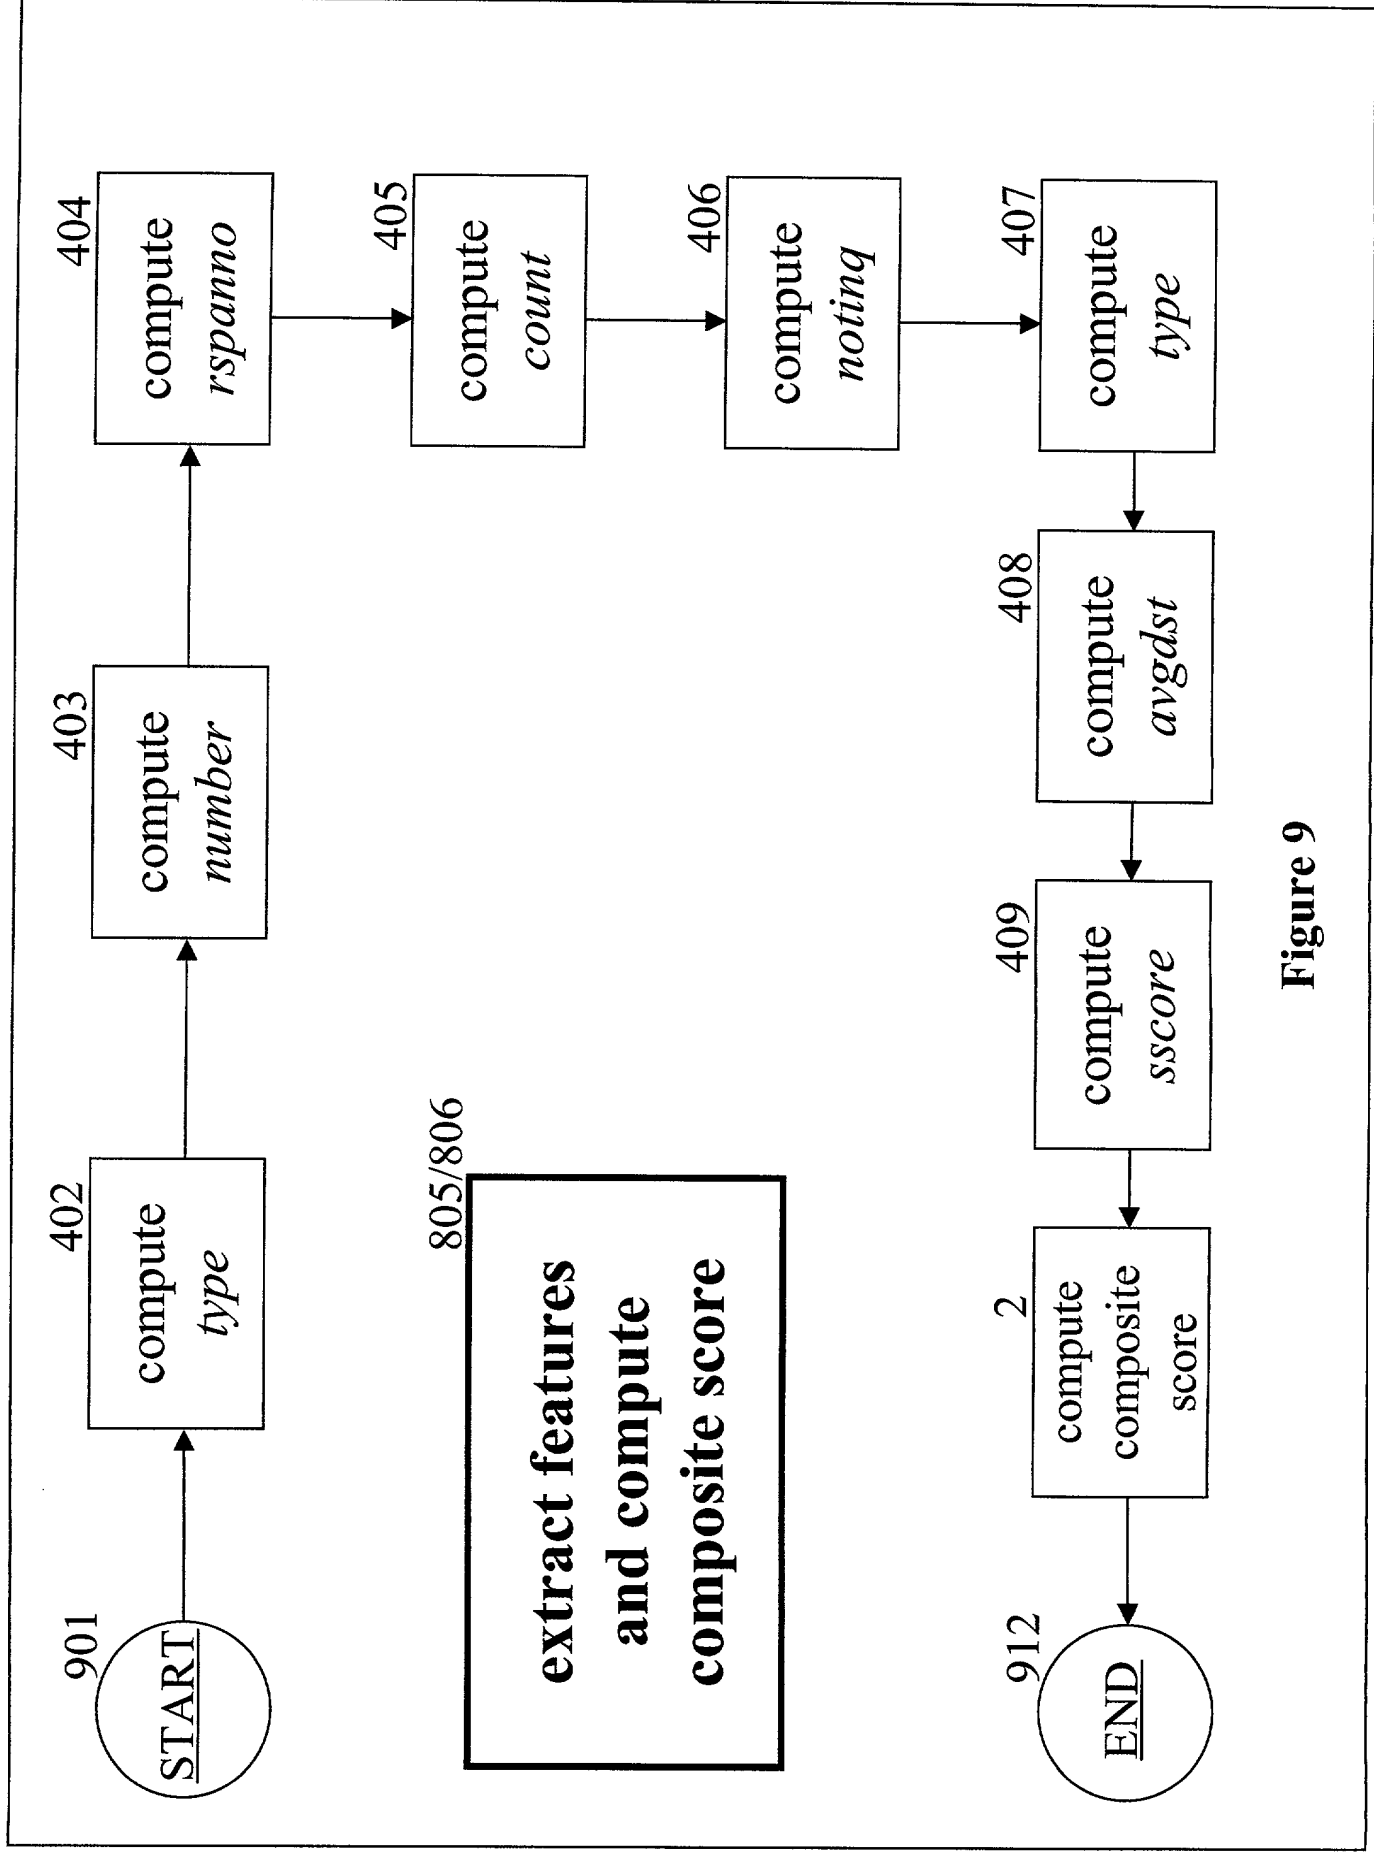 901
START
402
compute
type
403
compute
number
404
compute
rspanno
405
compute
count
406
compute
notinq
407
compute
type
408
compute
avgdst
409
compute
sscore
2
compute
composite
score
912
END
805/806
extract features
and compute
composite score
Figure 9